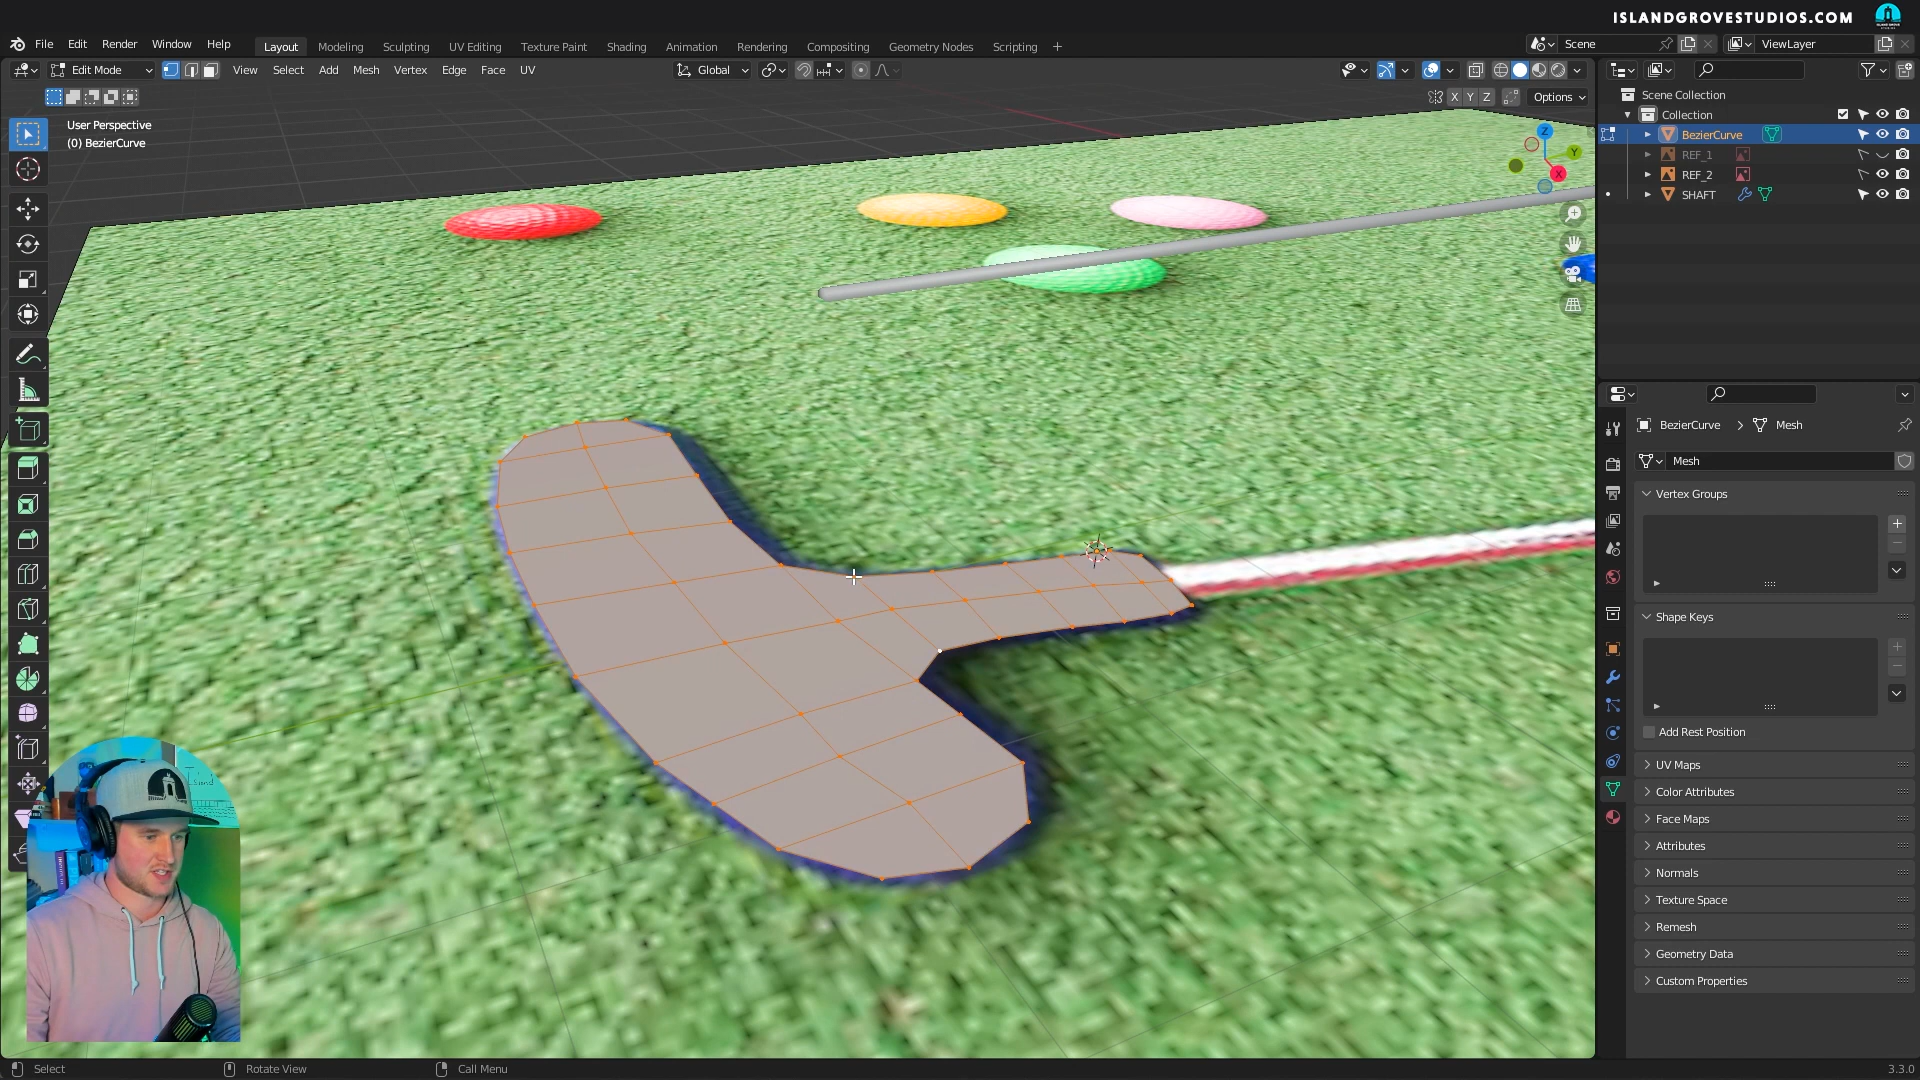 ISLANDGROVESTUDIOS.COM
File Edit Render Window Help Layout Modeling Sculpting UV Editing Texture Paint Shading Animation Rendering Compositing Geometry Nodes Scripting + Scene ViewLayer
Edit Mode View Select Add Mesh Vertex Edge Face UV Global
X Y Z Options
User Perspective
(0) BezierCurve
Scene Collection
Collection
BezierCurve
REF_1
REF_2
SHAFT
Z
Y
X
BezierCurve > Mesh
Mesh
Vertex Groups
Shape Keys
Add Rest Position
UV Maps
Color Attributes
Face Maps
Attributes
Normals
Texture Space
Remesh
Geometry Data
Custom Properties
Select Rotate View Call Menu 3.3.0